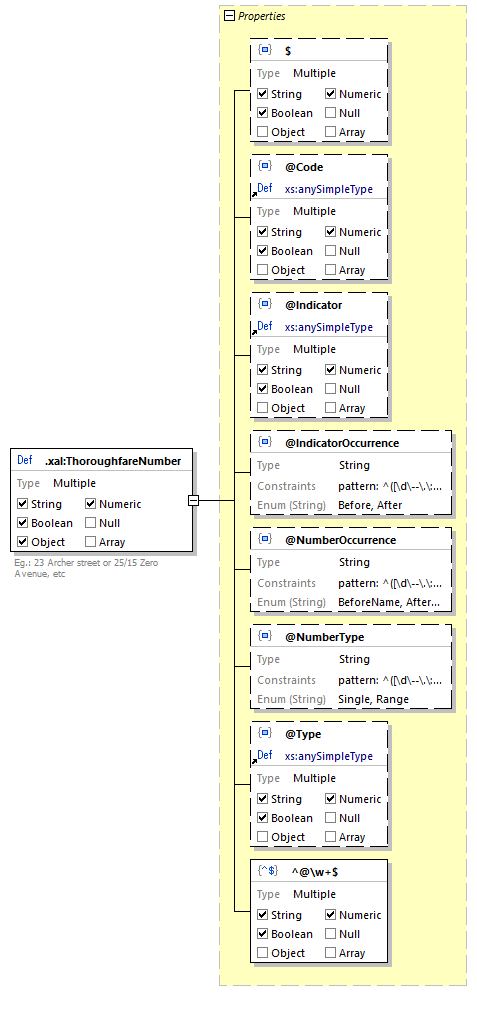 Properties
$
Type Multiple
String Numeric
Boolean Null
Object Array
@Code
Def xs:anySimpleType
Type Multiple
String Numeric
Boolean Null
Object Array
@Indicator
Def xs:anySimpleType
Type Multiple
String Numeric
Boolean Null
Object Array
@IndicatorOccurrence
Type String
Constraints pattern: ^([\d\--\.\:...
Enum (String) Before, After
Def .xal:ThoroughfareNumber
Type Multiple
String Numeric
Boolean Null
Object Array
Eg.: 23 Archer street or 25/15 Zero
Avenue, etc
@NumberOccurrence
Type String
Constraints pattern: ^([\d\--\.\:...
Enum (String) BeforeName, After...
@NumberType
Type String
Constraints pattern: ^([\d\--\.\:...
Enum (String) Single, Range
@Type
Def xs:anySimpleType
Type Multiple
String Numeric
Boolean Null
Object Array
{^$} ^@\w+$
Type Multiple
String Numeric
Boolean Null
Object Array